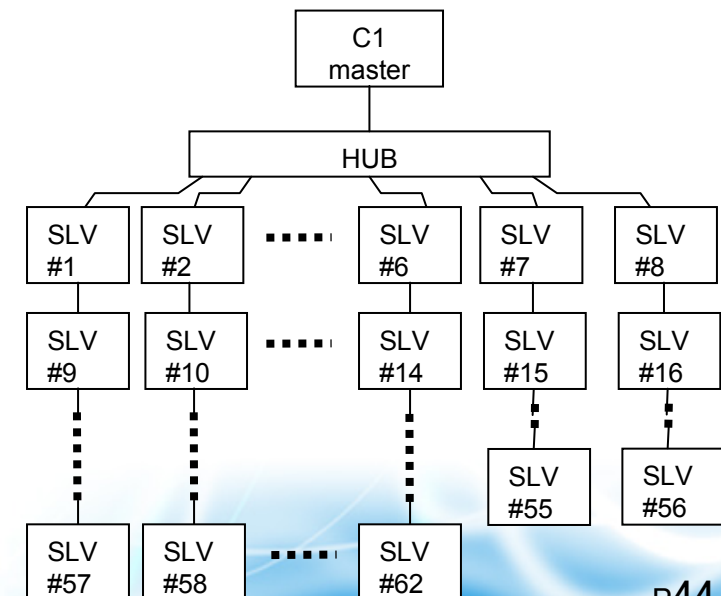 C1
master
HUB
SLV
#1
SLV
#2
SLV
#6
SLV
#7
SLV
#8
SLV
#9
SLV
#10
SLV
#14
SLV
#15
SLV
#16
SLV
#55
SLV
#56
SLV
#57
SLV
#58
SLV
#62
P44